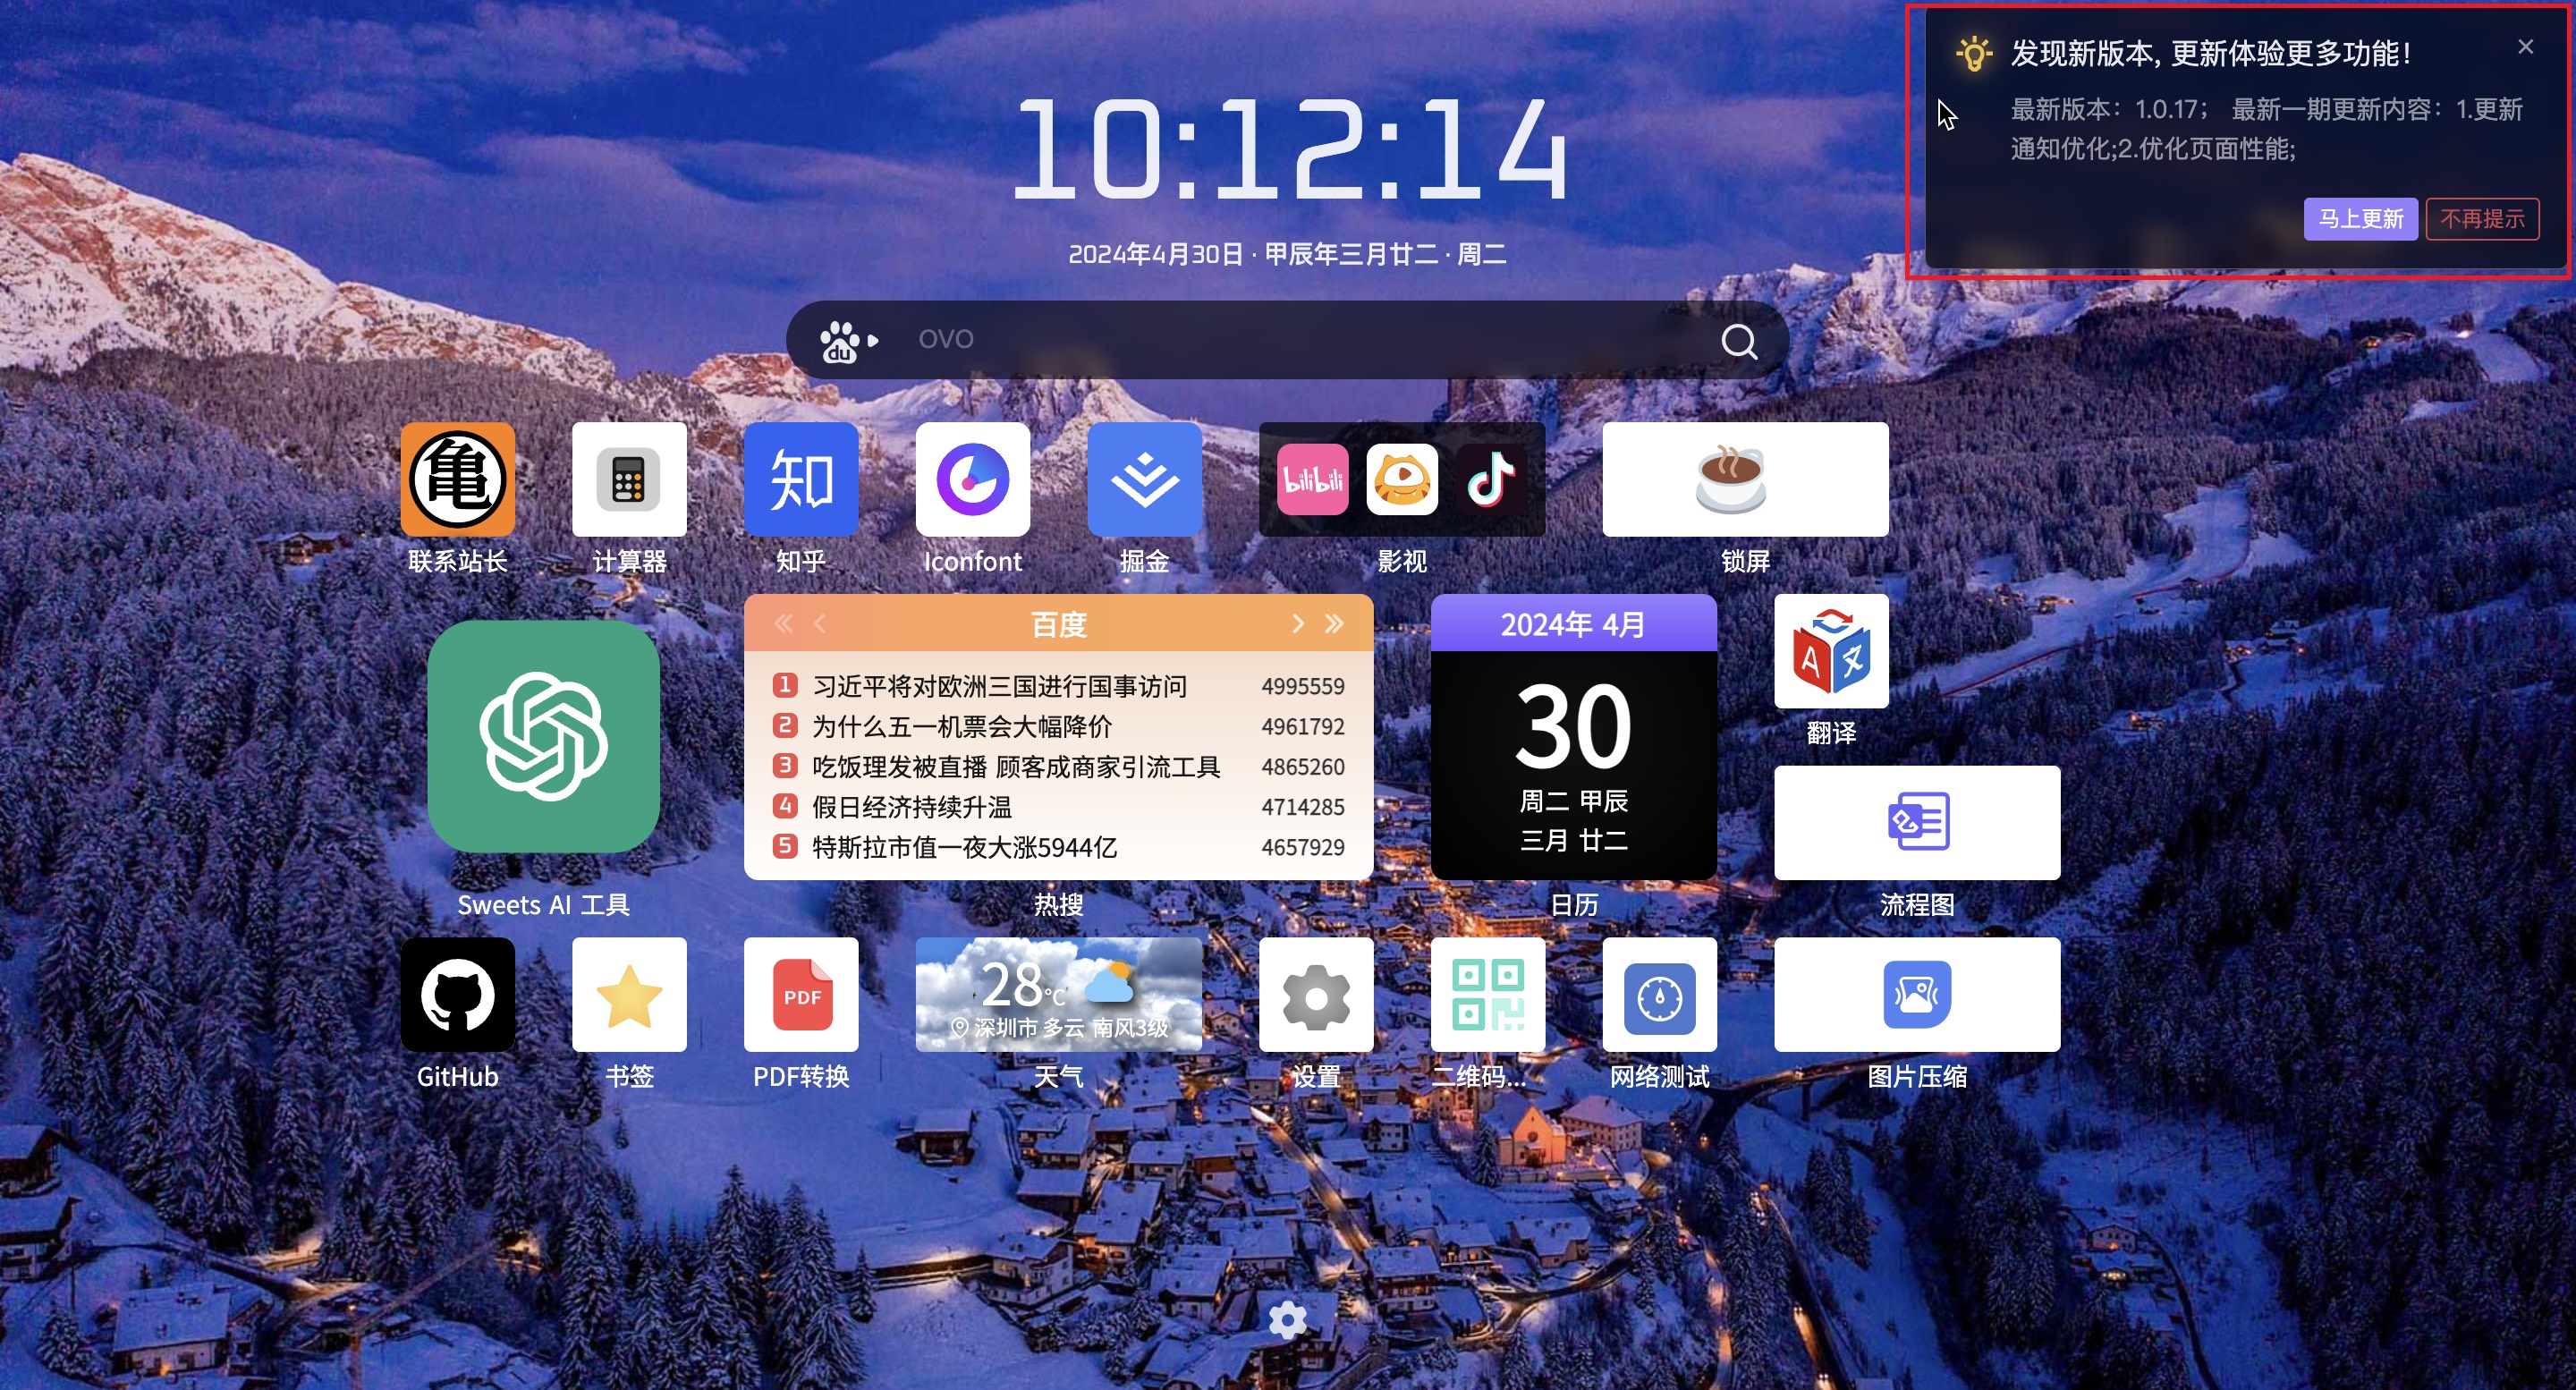 发现新版本, 更新体验更多功能!
最新版本：1.0.17； 最新一期更新内容：1.更新
通知优化;2.优化页面性能;
马上更新 不再提示
10:12:14
2024年4月30日·甲辰年三月廿二·周二
du OVO
亀 知 bilibili
联系站长 计算器 知乎 Iconfont 掘金 影视 锁屏
百度
1 习近平将对欧洲三国进行国事访问 4995559
2 为什么五一机票会大幅降价 4961792
3 吃饭理发被直播 顾客成商家引流工具 4865260
4 假日经济持续升温 4714285
5 特斯拉市值一夜大涨5944亿 4657929
2024年 4月
30
周二 甲辰
三月 廿二
A 文
翻译
Sweets AI 工具 热搜 日历 流程图
PDF
28°C
深圳市 多云 南风3级
GitHub 书签 PDF转换 天气 设置 二维码... 网络测试 图片压缩